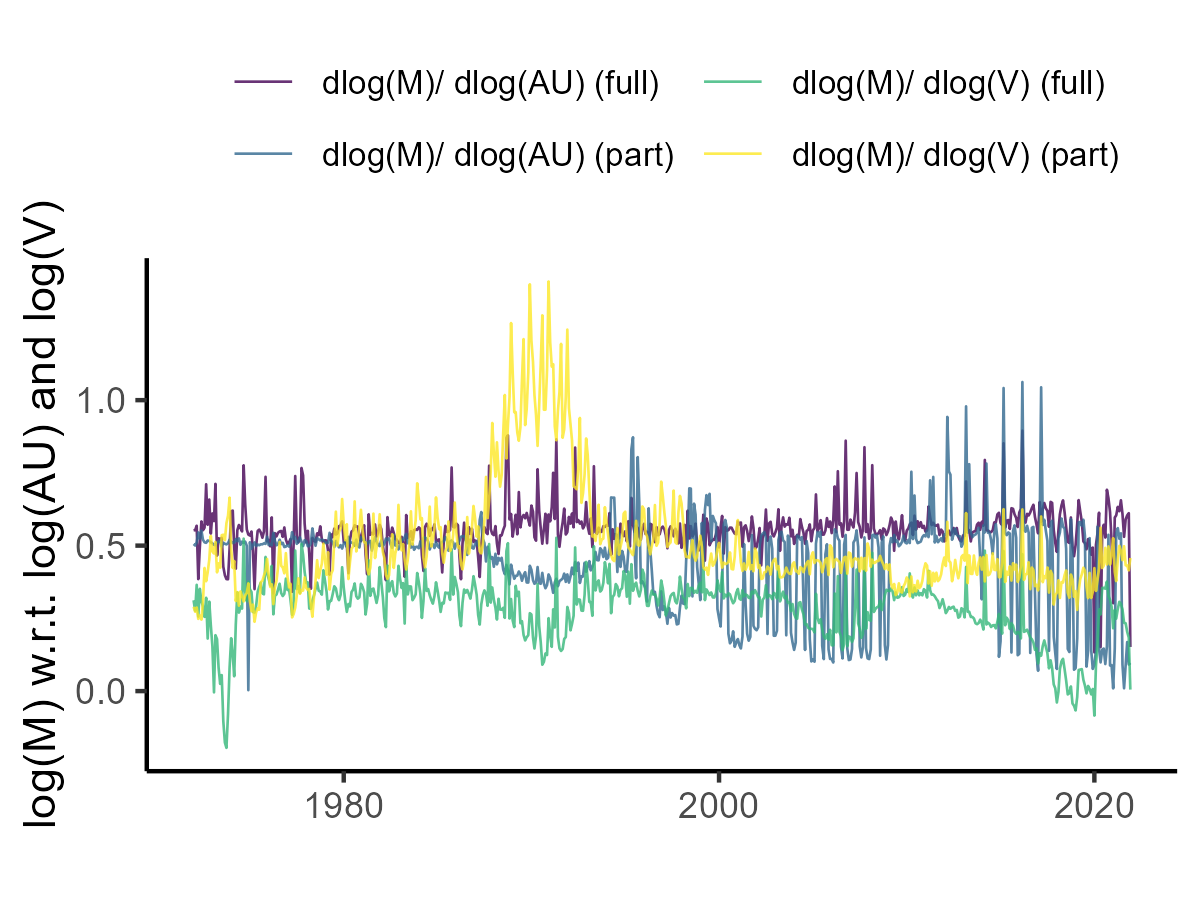 dlog(M)/ dlog(AU) (full)
dlog(M)/ dlog(V) (full)
dlog(M)/ dlog(AU) (part)
dlog(M)/ dlog(V) (part)
log(M) w.r.t. log(AU) and log(V)
1.0
0.5
0.0
1980
2000
2020